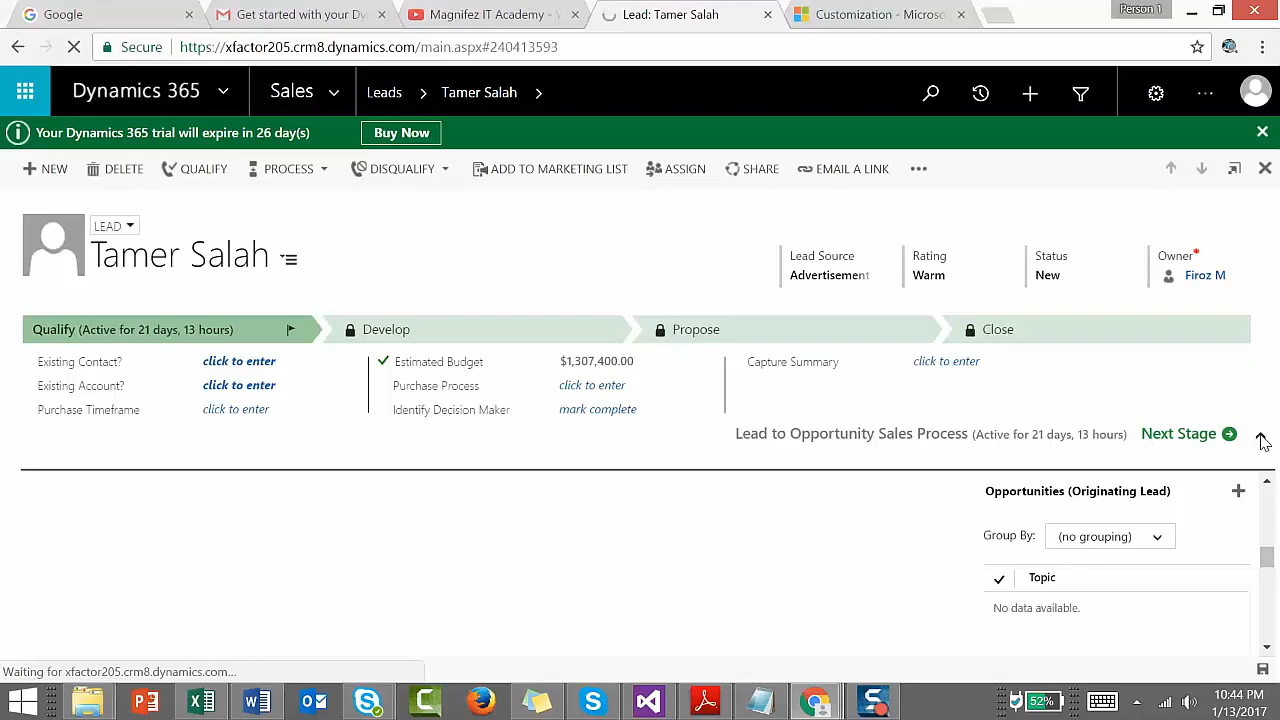 Google
Get started with your Dy
Magnifez IT Academy - Y
Lead: Tamer Salah
Customization - Microso
Person 1
Secure
https://xfactor205.crm8.dynamics.com/main.aspx#240413593
Dynamics 365
Sales
Leads
Tamer Salah
Your Dynamics 365 trial will expire in 26 day(s)
Buy Now
NEW
DELETE
QUALIFY
PROCESS
DISQUALIFY
ADD TO MARKETING LIST
ASSIGN
SHARE
EMAIL A LINK
LEAD
Tamer Salah
Lead Source
Rating
Status
Owner*
Advertisement
Warm
New
Firoz M
Qualify (Active for 21 days, 13 hours)
Develop
Propose
Close
Existing Contact? click to enter
Estimated Budget $1,307,400.00
Capture Summary click to enter
Existing Account? click to enter
Purchase Process click to enter
Purchase Timeframe click to enter
Identify Decision Maker mark complete
Lead to Opportunity Sales Process (Active for 21 days, 13 hours)
Next Stage
Opportunities (Originating Lead)
Group By: (no grouping)
Topic
No data available.
Waiting for xfactor205.crm8.dynamics.com...
52%
10:44 PM
1/13/2017